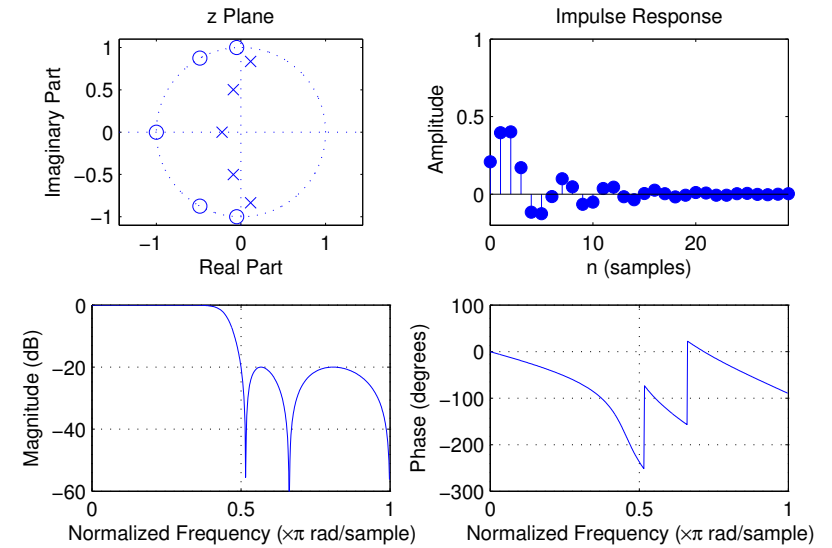 z Plane
Imaginary Part
1
0.5
0
−0.5
−1
−1
0
1
Real Part
Impulse Response
Amplitude
1
0.5
0
0
10
20
n (samples)
Magnitude (dB)
0
−20
−40
−60
0
0.5
1
Normalized Frequency (×π rad/sample)
Phase (degrees)
100
0
−100
−200
−300
0
0.5
1
Normalized Frequency (×π rad/sample)